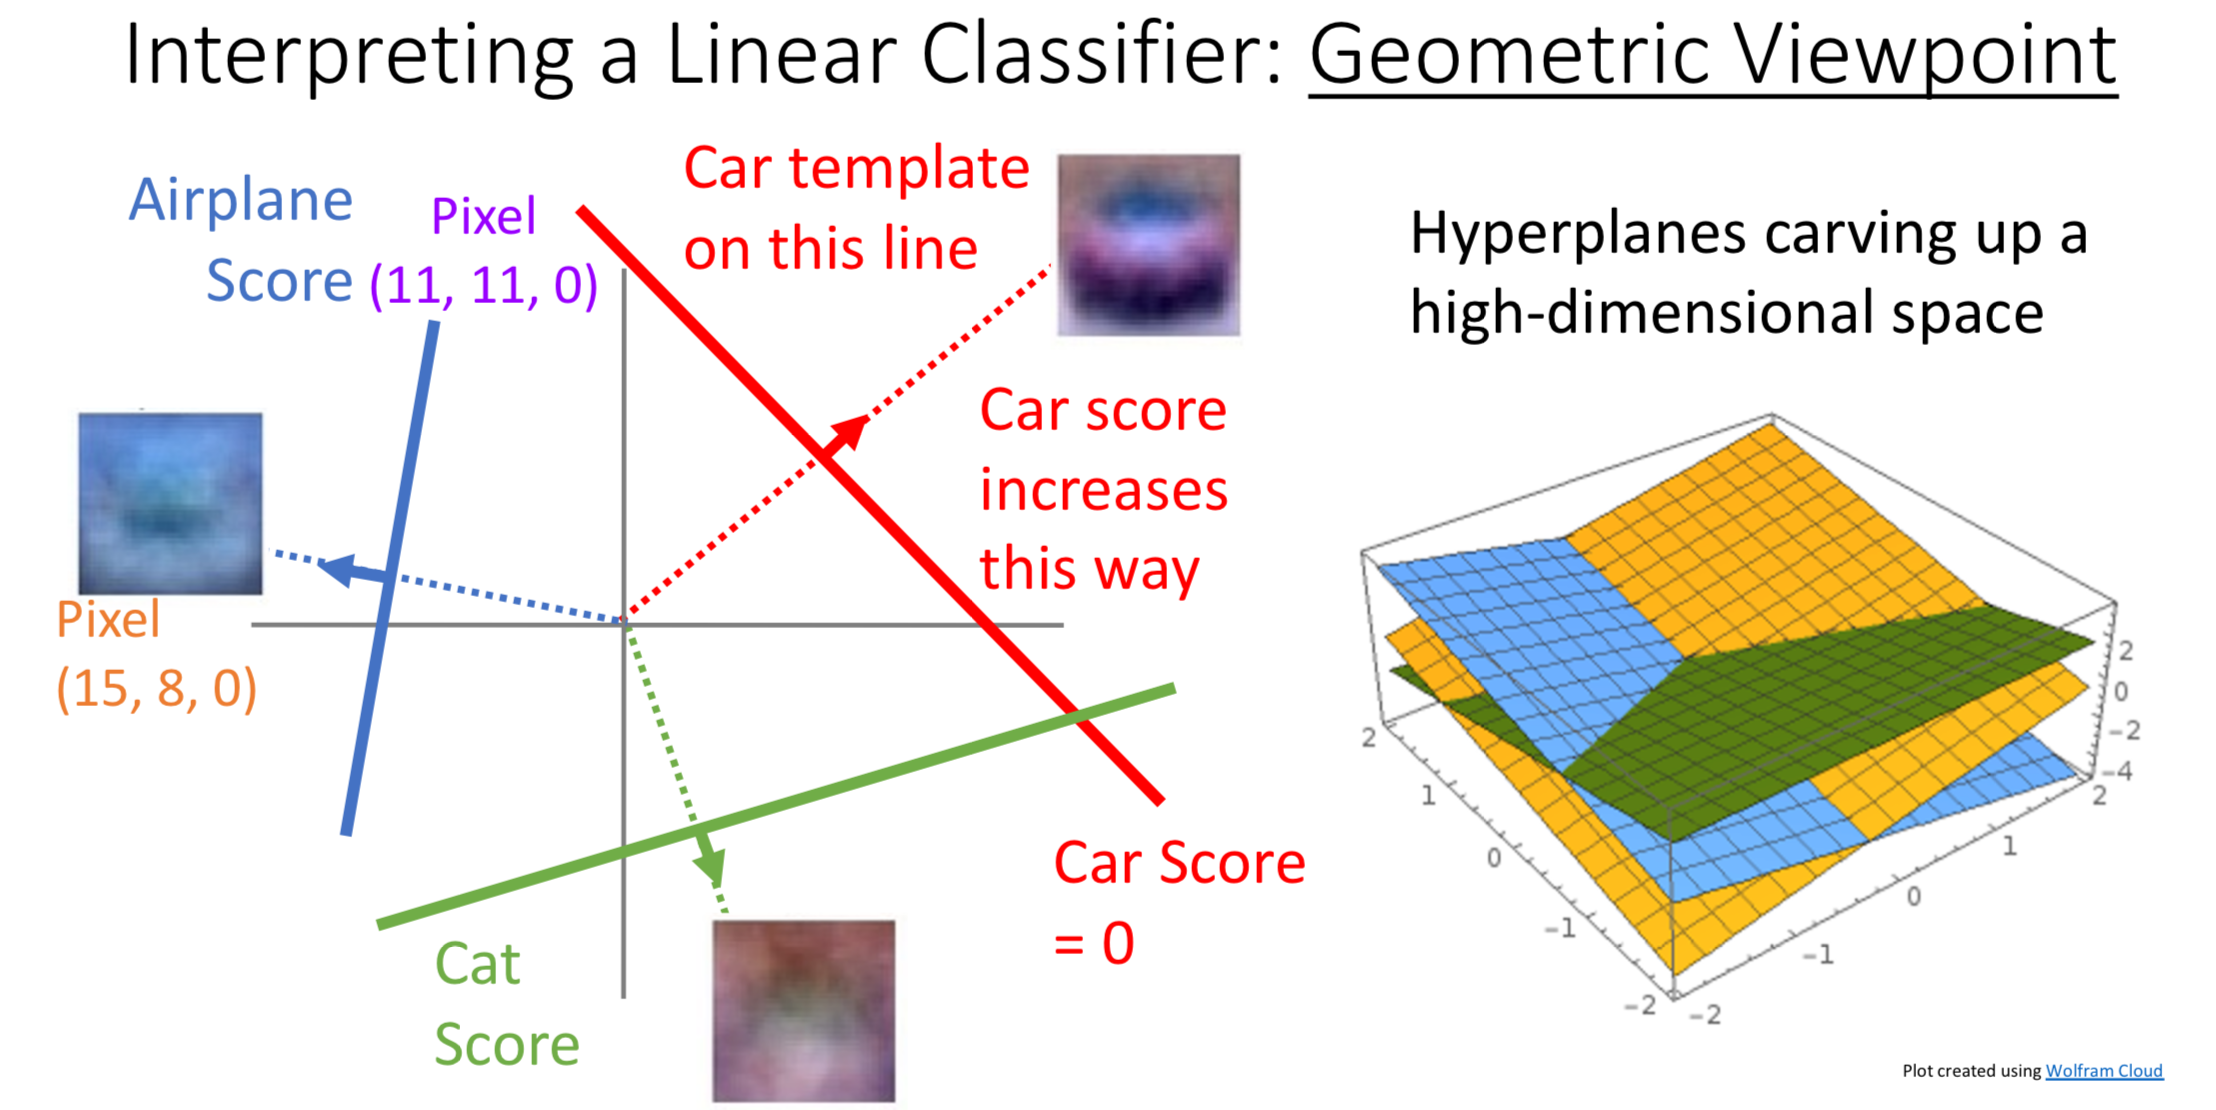 Interpreting a Linear Classifier: Geometric Viewpoint
Airplane
Score
Pixel
(11, 11, 0)
Car template
on this line
Car score
increases
this way
Pixel
(15, 8, 0)
Cat
Score
Car Score
= 0
Hyperplanes carving up a
high-dimensional space
2
0
−2
−4
2
1
0
−1
−2
2
1
0
−1
−2
Plot created using Wolfram Cloud